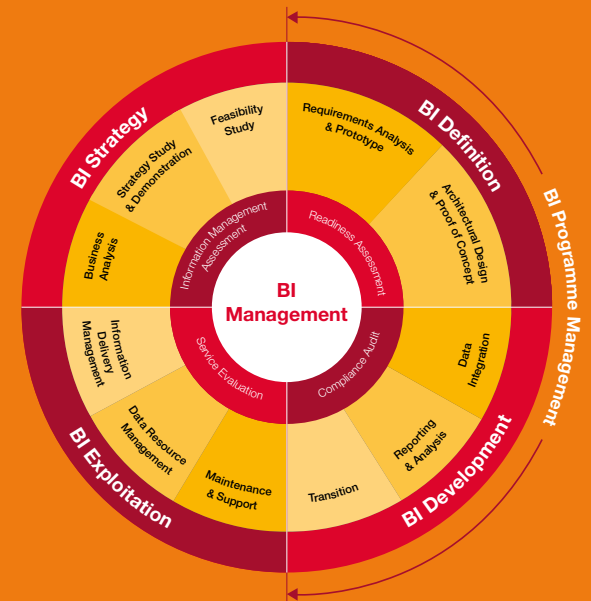 BI Strategy
Feasibility
Study
Strategy Study
& Demonstration
Business
Analysis
Information Management
Assessment
BI Definition
Requirements Analysis
& Prototype
Architectural Design
& Proof of Concept
Readiness Assessment
BI Programme Management
BI
Management
BI Development
Data
Integration
Reporting
& Analysis
Transition
Compliance Audit
BI Exploitation
Maintenance
& Support
Data Resource
Management
Information
Delivery
Management
Service Evaluation